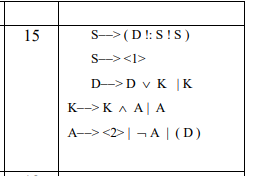 15
S—>( D !: S ! S )
S—> <1>
D—>D ∨ K | K
K—> K ∧ A| A
A—> <2> | ¬ A | ( D )